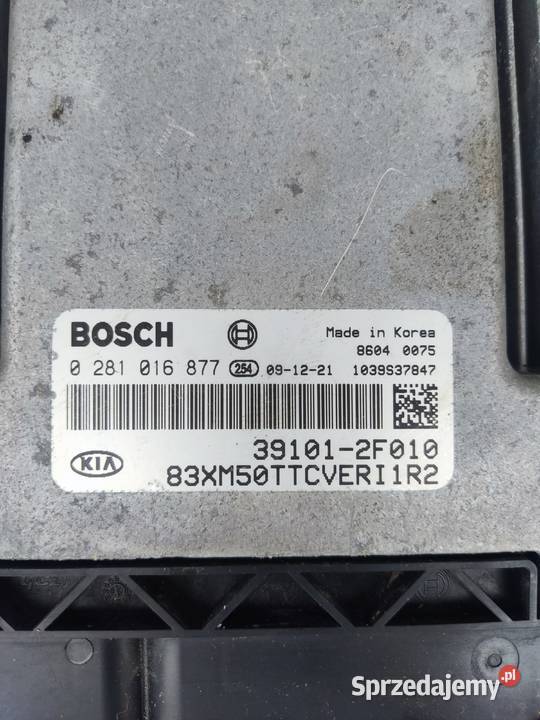 BOSCH
Made in Korea
8604 0075
0 281 016 877 254 09-12-21 1039S37847
39101-2F010
KIA
83XM50TTCVERI1R2
Sprzedajemy.pl